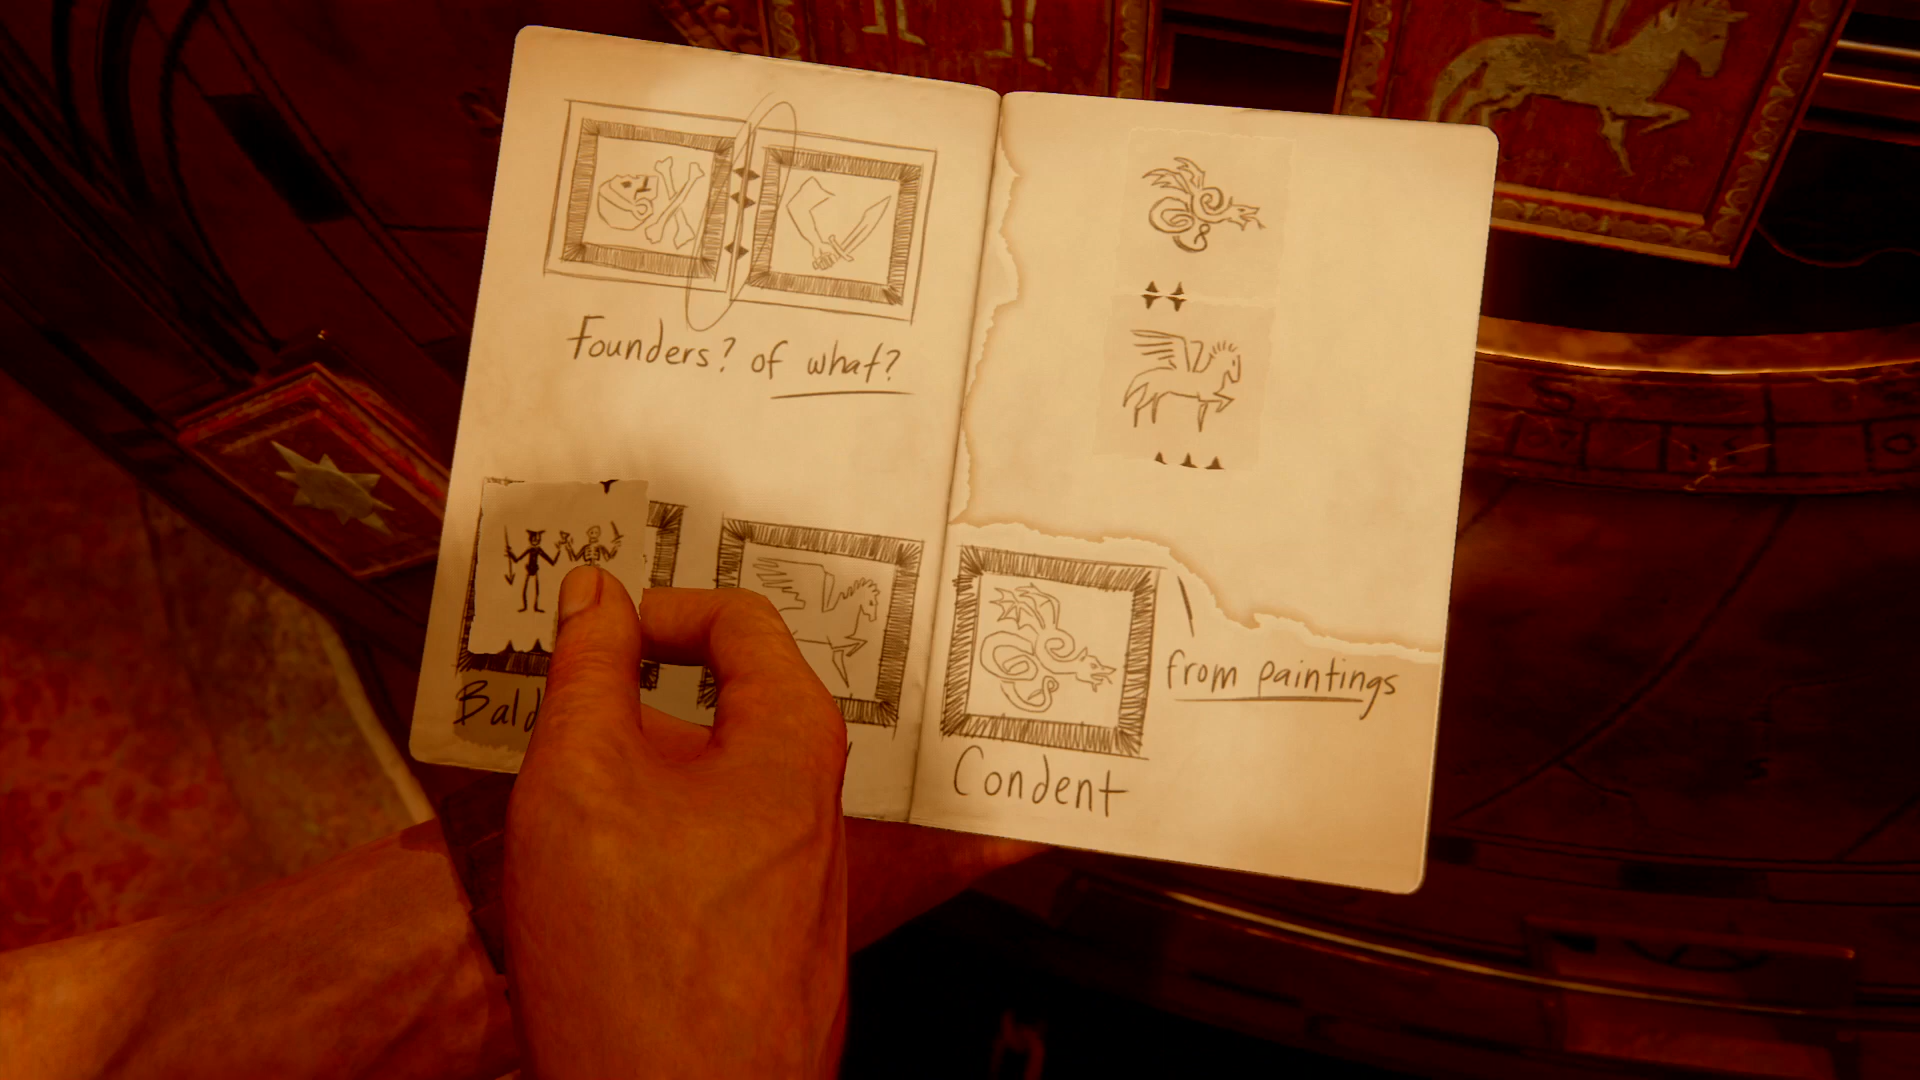 Founders? of what?
Bald
from paintings
Condent